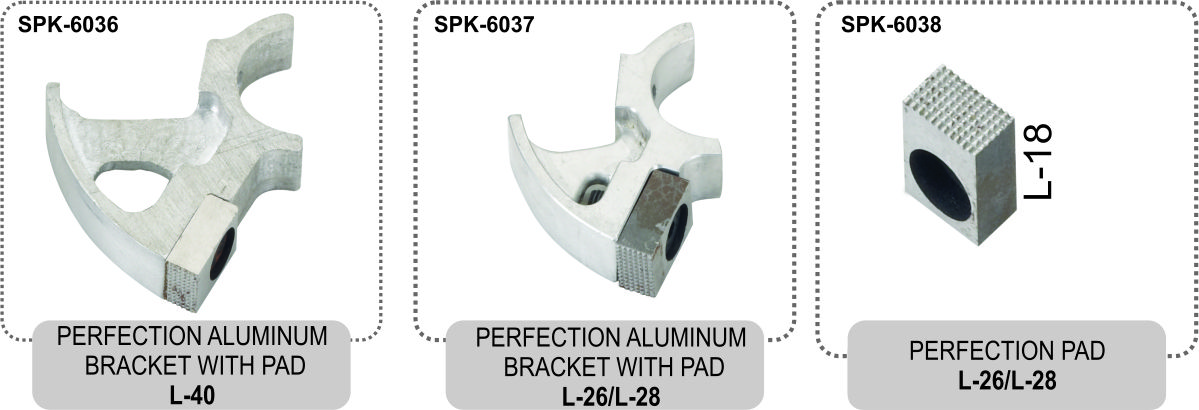 SPK-6036
PERFECTION ALUMINUM
BRACKET WITH PAD
L-40
SPK-6037
PERFECTION ALUMINUM
BRACKET WITH PAD
L-26/L-28
SPK-6038
L-18
PERFECTION PAD
L-26/L-28